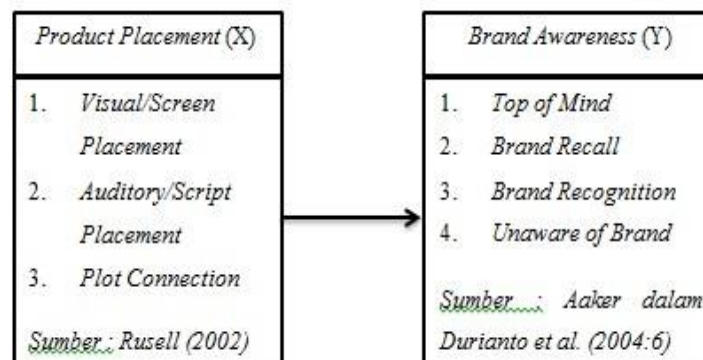 Product Placement (X)
1. Visual/Screen
Placement
2. Auditory/Script
Placement
3. Plot Connection
Sumber : Rusell (2002)
Brand Awareness (Y)
1. Top of Mind
2. Brand Recall
3. Brand Recognition
4. Unaware of Brand
Sumber : Aaker dalam
Durianto et al. (2004:6)